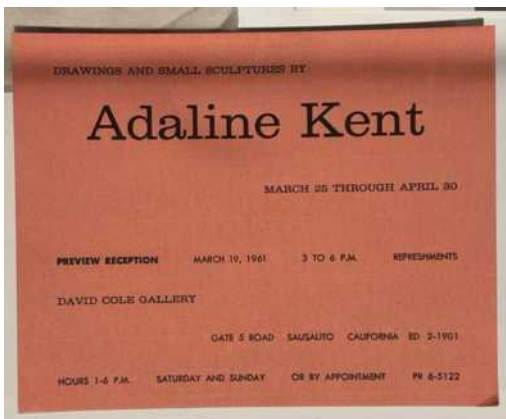 DRAWINGS AND SMALL SCULPTURES BY
Adaline Kent
MARCH 25 THROUGH APRIL 30
PREVIEW RECEPTION MARCH 19, 1961 3 TO 6 P.M. REFRESHMENTS
DAVID COLE GALLERY
GATE 5 ROAD SAUSALITO CALIFORNIA ED 2-1901
HOURS 1-6 P.M. SATURDAY AND SUNDAY OR BY APPOINTMENT PR 6-5122